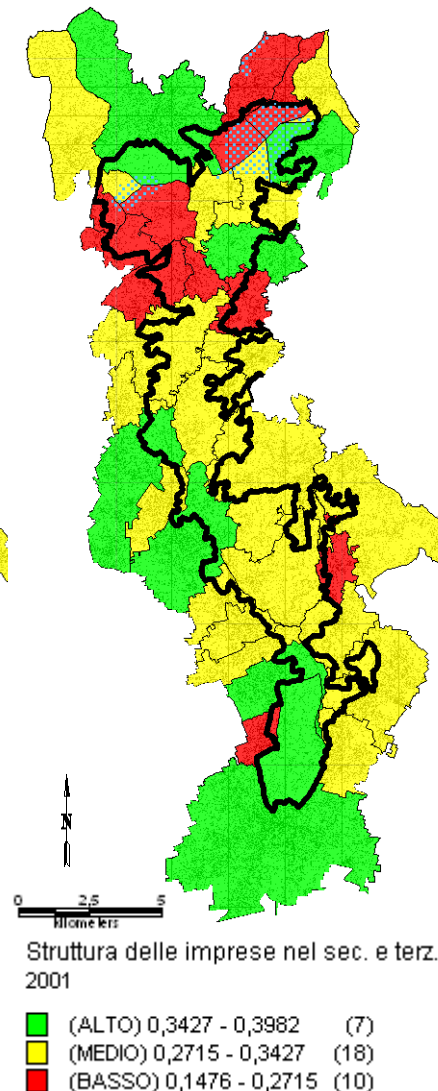 N
0 2,5 5
kilometers
Struttura delle imprese nel sec. e terz.
2001
(ALTO) 0,3427 - 0,3982 (7)
(MEDIO) 0,2715 - 0,3427 (18)
(BASSO) 0,1476 - 0,2715 (10)